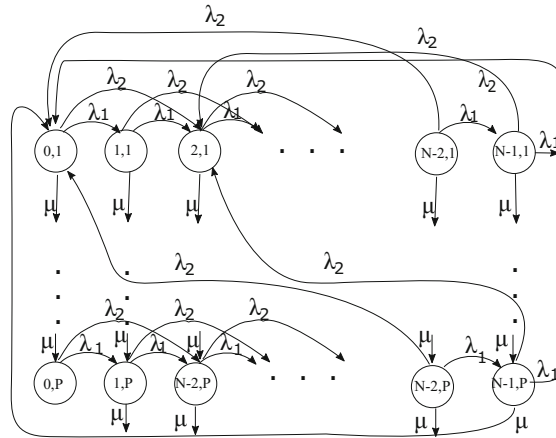 λ2
λ2
λ2 λ2 λ2 λ2
λ1 λ1 λ1 λ1 λ1
0,1 1,1 2,1 . . . N-2,1 N-1,1
μ μ μ μ μ
λ2 λ2
λ2 λ2 λ2
μ μ μ μ μ
λ1 λ1 λ1 λ1 λ1
0,P 1,P N-2,P . . . N-2,P N-1,P
μ μ μ μ